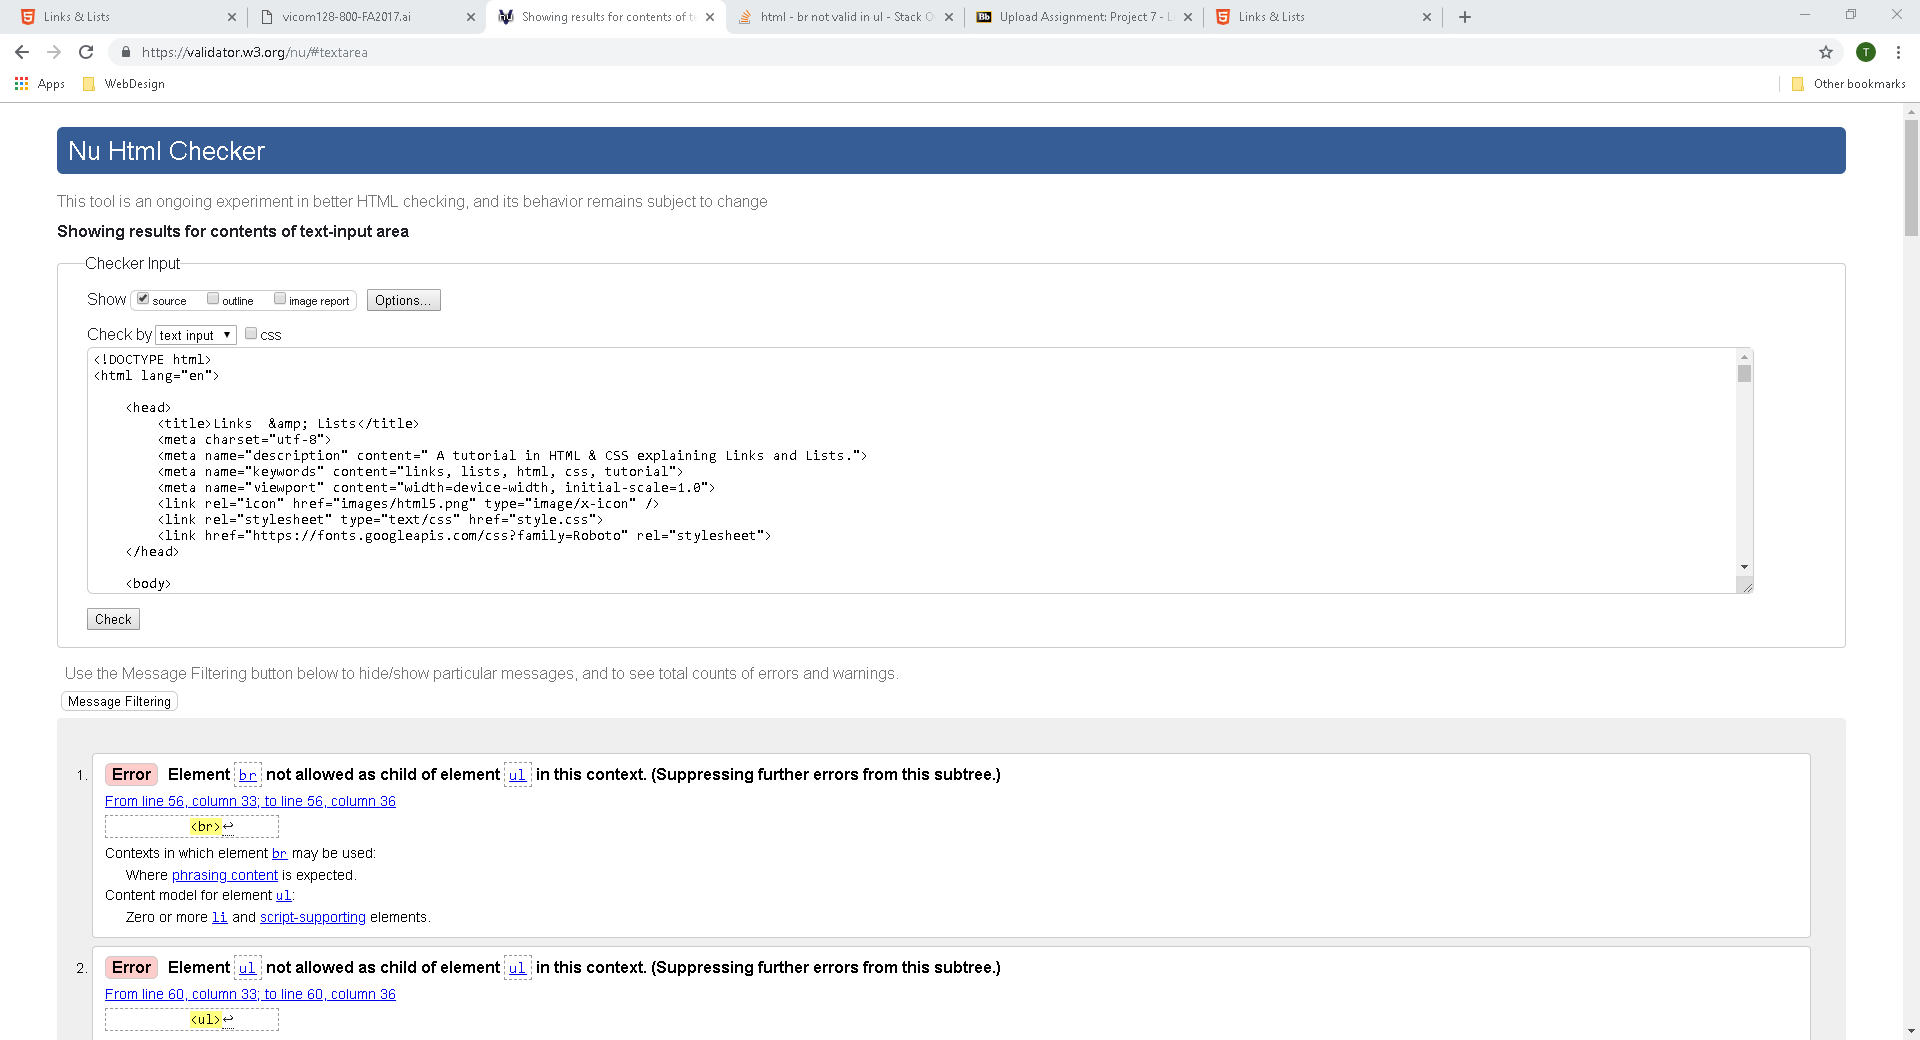 Links & Lists
vicom128-800-FA2017.ai
Showing results for contents of te
html - br not valid in ul - Stack O
Upload Assignment: Project 7 - Li
Links & Lists
https://validator.w3.org/nu/#textarea
T
Apps
WebDesign
Other bookmarks
Nu Html Checker
This tool is an ongoing experiment in better HTML checking, and its behavior remains subject to change
Showing results for contents of text-input area
Checker Input
Show source outline image report Options...
Check by text input css
<!DOCTYPE html>
<html lang="en">
<head>
<title>Links  &amp; Lists</title>
<meta charset="utf-8">
<meta name="description" content=" A tutorial in HTML & CSS explaining Links and Lists.">
<meta name="keywords" content="links, lists, html, css, tutorial">
<meta name="viewport" content="width=device-width, initial-scale=1.0">
<link rel="icon" href="images/html5.png" type="image/x-icon" />
<link rel="stylesheet" type="text/css" href="style.css">
<link href="https://fonts.googleapis.com/css?family=Roboto" rel="stylesheet">
</head>
<body>
Check
Use the Message Filtering button below to hide/show particular messages, and to see total counts of errors and warnings.
Message Filtering
1. Error Element br not allowed as child of element ul in this context. (Suppressing further errors from this subtree.)
From line 56, column 33; to line 56, column 36
<br>↩
Contexts in which element br may be used:
Where phrasing content is expected.
Content model for element ul:
Zero or more li and script-supporting elements.
2. Error Element ul not allowed as child of element ul in this context. (Suppressing further errors from this subtree.)
From line 60, column 33; to line 60, column 36
<ul>↩